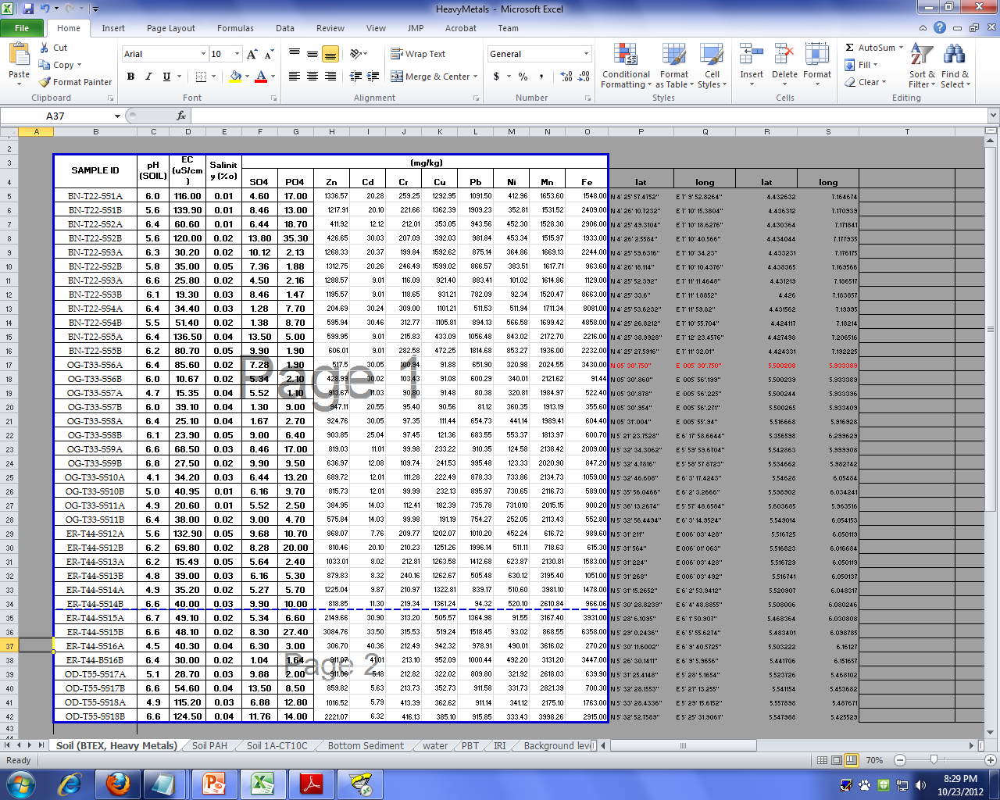 HeavyMetals - Microsoft Excel
File Home Insert Page Layout Formulas Data Review View JMP Acrobat Team
Paste Cut Copy Format Painter Clipboard
Arial 10 B I U Font
Wrap Text Merge & Center Alignment
General $ % , Number
Conditional Formatting Format as Table Cell Styles Styles
Insert Delete Format Cells
AutoSum Fill Clear Sort & Filter Find & Select Editing
A37 fx
A B C D E F G H I J K L M N O P Q R S T
2
3 SAMPLE ID pH (SOIL) EC (uS/cm) Salinity (‰) (mg/kg)
4 SO4 PO4 Zn Cd Cr Cu Pb Ni Mn Fe lat long lat long
5 BN-T22-SS1A 6.0 116.00 0.01 4.60 17.00 1336.57 20.28 259.25 1292.95 1091.50 412.96 1653.60 1548.00 N 4° 25' 57.4752" E 7° 9' 52.8264" 4.432632 7.164674
6 BN-T22-SS1B 5.6 139.90 0.01 8.46 13.00 1217.91 20.10 221.66 1362.39 1909.23 352.81 1531.52 2409.00 N 4° 26' 10.7232" E 7° 10' 15.3804" 4.436312 7.170939
7 BN-T22-SS2A 6.4 60.60 0.01 6.44 18.70 411.92 12.12 212.01 353.05 943.56 452.30 1528.30 2906.00 N 4° 25' 49.3104" E 7° 10' 18.6276" 4.430364 7.171841
8 BN-T22-SS2B 5.6 120.00 0.02 13.80 35.30 426.65 30.03 207.09 392.03 981.84 453.34 1515.97 1933.00 N 4° 26' 2.5584" E 7° 10' 40.566" 4.434044 7.177935
9 BN-T22-SS3A 6.3 30.20 0.02 10.12 2.13 1268.33 20.37 199.84 1592.62 875.14 364.86 1669.13 2244.00 N 4° 25' 59.6316" E 7° 10' 34.23" 4.433231 7.176175
10 BN-T22-SS2B 5.8 35.00 0.05 7.36 1.88 1312.75 20.26 246.49 1599.02 866.57 383.51 1617.71 963.60 N 4° 26' 18.114" E 7° 10' 10.4376" 4.438365 7.169566
11 BN-T22-SS3A 6.6 25.80 0.02 4.50 2.16 1288.57 9.01 116.09 921.40 883.41 101.02 1614.86 1129.00 N 4° 25' 52.392" E 7° 11' 11.4648" 4.431219 7.186517
12 BN-T22-SS3B 6.1 19.30 0.03 8.46 1.47 1195.57 9.01 118.65 931.21 782.09 92.34 1520.47 8663.00 N 4° 25' 33.6" E 7° 11' 1.8852" 4.426 7.183857
13 BN-T22-SS4A 6.4 34.40 0.03 1.28 7.70 204.69 30.24 309.00 1101.21 511.53 511.94 1711.34 8081.00 N 4° 25' 53.6232" E 7° 11' 59.82" 4.431562 7.19995
14 BN-T22-SS4B 5.5 51.40 0.02 1.38 8.70 595.94 30.46 312.77 1105.81 894.13 566.58 1699.42 4858.00 N 4° 25' 26.8212" E 7° 10' 55.704" 4.424117 7.18214
15 BN-T22-SS5A 6.4 136.50 0.04 13.50 5.00 599.95 9.01 215.83 433.09 1056.48 843.02 2172.70 2216.00 N 4° 25' 38.9928" E 7° 12' 23.4576" 4.427498 7.206516
16 BN-T22-SS5B 6.2 80.70 0.05 9.90 1.90 606.01 9.01 282.58 472.25 1814.68 853.27 1936.00 2232.00 N 4° 25' 27.5916" E 7° 11' 32.01" 4.424331 7.192225
17 OG-T33-SS6A 6.4 85.60 0.02 7.28 1.90 517.5 30.05 100.94 91.88 651.90 320.98 2024.55 3430.00 N 05° 30'.750" E 005° 30'.750" 5.500208 5.933369
18 OG-T33-SS6B 6.0 10.67 0.02 5.34 2.10 428.99 30.02 103.43 91.08 600.29 340.01 2121.62 91.44 N 05° 30'.860" E 005° 56'.199" 5.500239 5.933389
19 OG-T33-SS7A 4.7 15.35 0.04 5.52 1.10 913.67 11.03 90.80 91.48 80.38 320.81 1984.97 522.40 N 05° 30'.878" E 005° 56'.225" 5.500244 5.933396
20 OG-T33-SS7B 6.0 39.10 0.04 1.30 9.00 947.11 20.55 95.40 90.56 81.12 360.35 1913.19 355.60 N 05° 30'.954" E 005° 56'.271" 5.500265 5.933409
21 OG-T33-SS8A 6.4 25.10 0.04 1.67 2.70 924.76 30.05 97.35 111.44 654.73 441.14 1989.41 604.40 N 05° 31'.004" E 005° 55'.94" 5.516668 5.916928
22 OG-T33-SS8B 6.1 23.90 0.05 9.00 6.40 903.85 25.04 97.45 121.36 683.55 553.37 1813.97 600.70 N 5° 21' 23.7528" E 6° 17' 58.6644" 5.356598 6.299629
23 OG-T33-SS9A 6.6 68.50 0.03 8.46 17.00 819.03 11.01 99.98 233.22 910.35 124.58 2138.42 2009.00 N 5° 32' 34.3062" E 5° 59' 59.6704" 5.542863 5.999908
24 OG-T33-SS9B 6.8 27.50 0.02 9.90 9.50 636.97 12.08 109.74 241.53 995.48 123.33 2020.90 847.20 N 5° 32' 4.7816" E 5° 58' 57.8723" 5.534662 5.982742
25 OG-T33-SS10A 4.1 34.20 0.03 6.44 13.20 689.72 12.01 111.28 222.49 878.33 733.86 2134.73 1059.00 N 5° 32' 46.608" E 6° 3' 17.4243" 5.54628 6.05484
26 OG-T33-SS10B 5.0 40.95 0.01 6.16 9.70 815.73 12.01 99.99 232.13 895.97 730.65 2116.73 589.00 N 5° 35' 56.0466" E 6° 2' 3.2666" 5.598902 6.034241
27 OG-T33-SS11A 4.9 20.60 0.01 5.52 2.50 384.95 14.03 112.41 182.39 735.78 731.010 2015.15 900.20 N 5° 36' 13.2674" E 5° 57' 48.6584" 5.603685 5.963516
28 OG-T33-SS11B 6.4 38.00 0.02 9.00 4.70 575.84 14.03 99.98 191.19 754.27 252.05 2113.43 552.80 N 5° 32' 56.4494" E 6° 3' 14.9524" 5.549014 6.054153
29 ER-T44-SS12A 5.6 132.90 0.05 9.68 10.70 868.07 7.76 209.77 1202.07 1010.20 452.24 616.72 989.60 N 5° 31' 211" E 006° 03' 428" 5.516725 6.050119
30 ER-T44-SS12B 6.2 69.80 0.02 8.28 20.00 810.46 20.10 210.23 1251.26 1996.14 511.11 718.63 615.30 N 5° 31' 564" E 006° 01' 063" 5.516823 6.016684
31 ER-T44-SS13A 6.2 15.49 0.05 5.64 2.40 1033.01 8.02 212.81 1263.58 1412.68 623.87 2130.81 1583.00 N 5° 31' 224" E 006° 03' 428" 5.516729 6.050119
32 ER-T44-SS13B 4.8 39.00 0.03 6.16 5.30 879.83 8.32 240.16 1262.67 505.48 630.12 3195.40 1051.00 N 5° 31' 268" E 006° 03' 492" 5.516741 6.050137
33 ER-T44-SS14A 4.9 35.20 0.02 5.27 5.70 1225.04 9.87 210.97 1322.81 839.17 510.60 3981.10 1478.00 N 5° 31' 15.2652" E 6° 2' 53.9412" 5.520907 6.048317
34 ER-T44-SS14B 6.6 40.00 0.03 9.90 10.00 818.85 11.30 219.34 1361.24 94.32 520.10 2610.84 966.06 N 5° 30' 28.8239" E 6° 4' 48.8855" 5.508006 6.080246
35 ER-T44-SS15A 6.7 49.10 0.02 5.34 6.60 2149.66 30.90 313.20 505.57 1364.98 91.55 3167.40 3931.00 N 5° 28' 6.1095" E 6° 1' 50.907" 5.468364 6.030808
36 ER-T44-SS15B 6.6 48.10 0.02 8.30 27.40 3084.76 33.50 315.53 519.24 1518.45 93.02 868.55 6358.00 N 5° 29' 0.2436" E 6° 5' 55.6274" 5.483401 6.098785
37 ER-T44-SS16A 4.5 40.30 0.04 6.30 3.00 306.70 40.36 212.49 942.32 978.91 490.01 3616.02 270.20 N 5° 30' 11.6002" E 6° 9' 40.5725" 5.503222 6.16127
38 ER-T44-BS16B 6.4 30.00 0.02 1.04 1.64 911.07 41.01 213.10 952.09 1000.44 492.20 3131.20 3447.00 N 5° 26' 30.1411" E 6° 9' 5.9656" 5.441706 6.151657
39 OD-T55-SS17A 5.1 28.70 0.03 9.88 2.00 911.06 5.48 212.82 322.02 809.80 321.92 2618.03 639.90 N 5° 31' 25.4148" E 5° 28' 5.1654" 5.523726 5.468102
40 OD-T55-SS17B 6.6 54.60 0.04 13.50 8.50 859.82 5.63 213.73 352.73 911.58 331.73 2821.39 700.30 N 5° 32' 28.1553" E 5° 27' 13.255" 5.541154 5.453682
41 OD-T55-SS18A 4.9 115.20 0.03 6.88 12.80 1016.52 5.79 413.39 362.62 911.14 341.12 2175.10 1763.00 N 5° 33' 28.4336" E 5° 29' 15.6152" 5.557898 5.487671
42 OD-T55-SS18B 6.6 124.50 0.04 11.76 14.00 2221.07 6.32 416.13 385.10 915.85 333.43 3998.26 2915.00 N 5° 32' 52.7589" E 5° 25' 31.9061" 5.547988 5.425529
43
Page 1
Page 2
Soil (BTEX, Heavy Metals) Soil PAH Soil 1A-CT10C Bottom Sediment water PBT IRI Background leve
Ready 70%
8:29 PM
10/23/2012